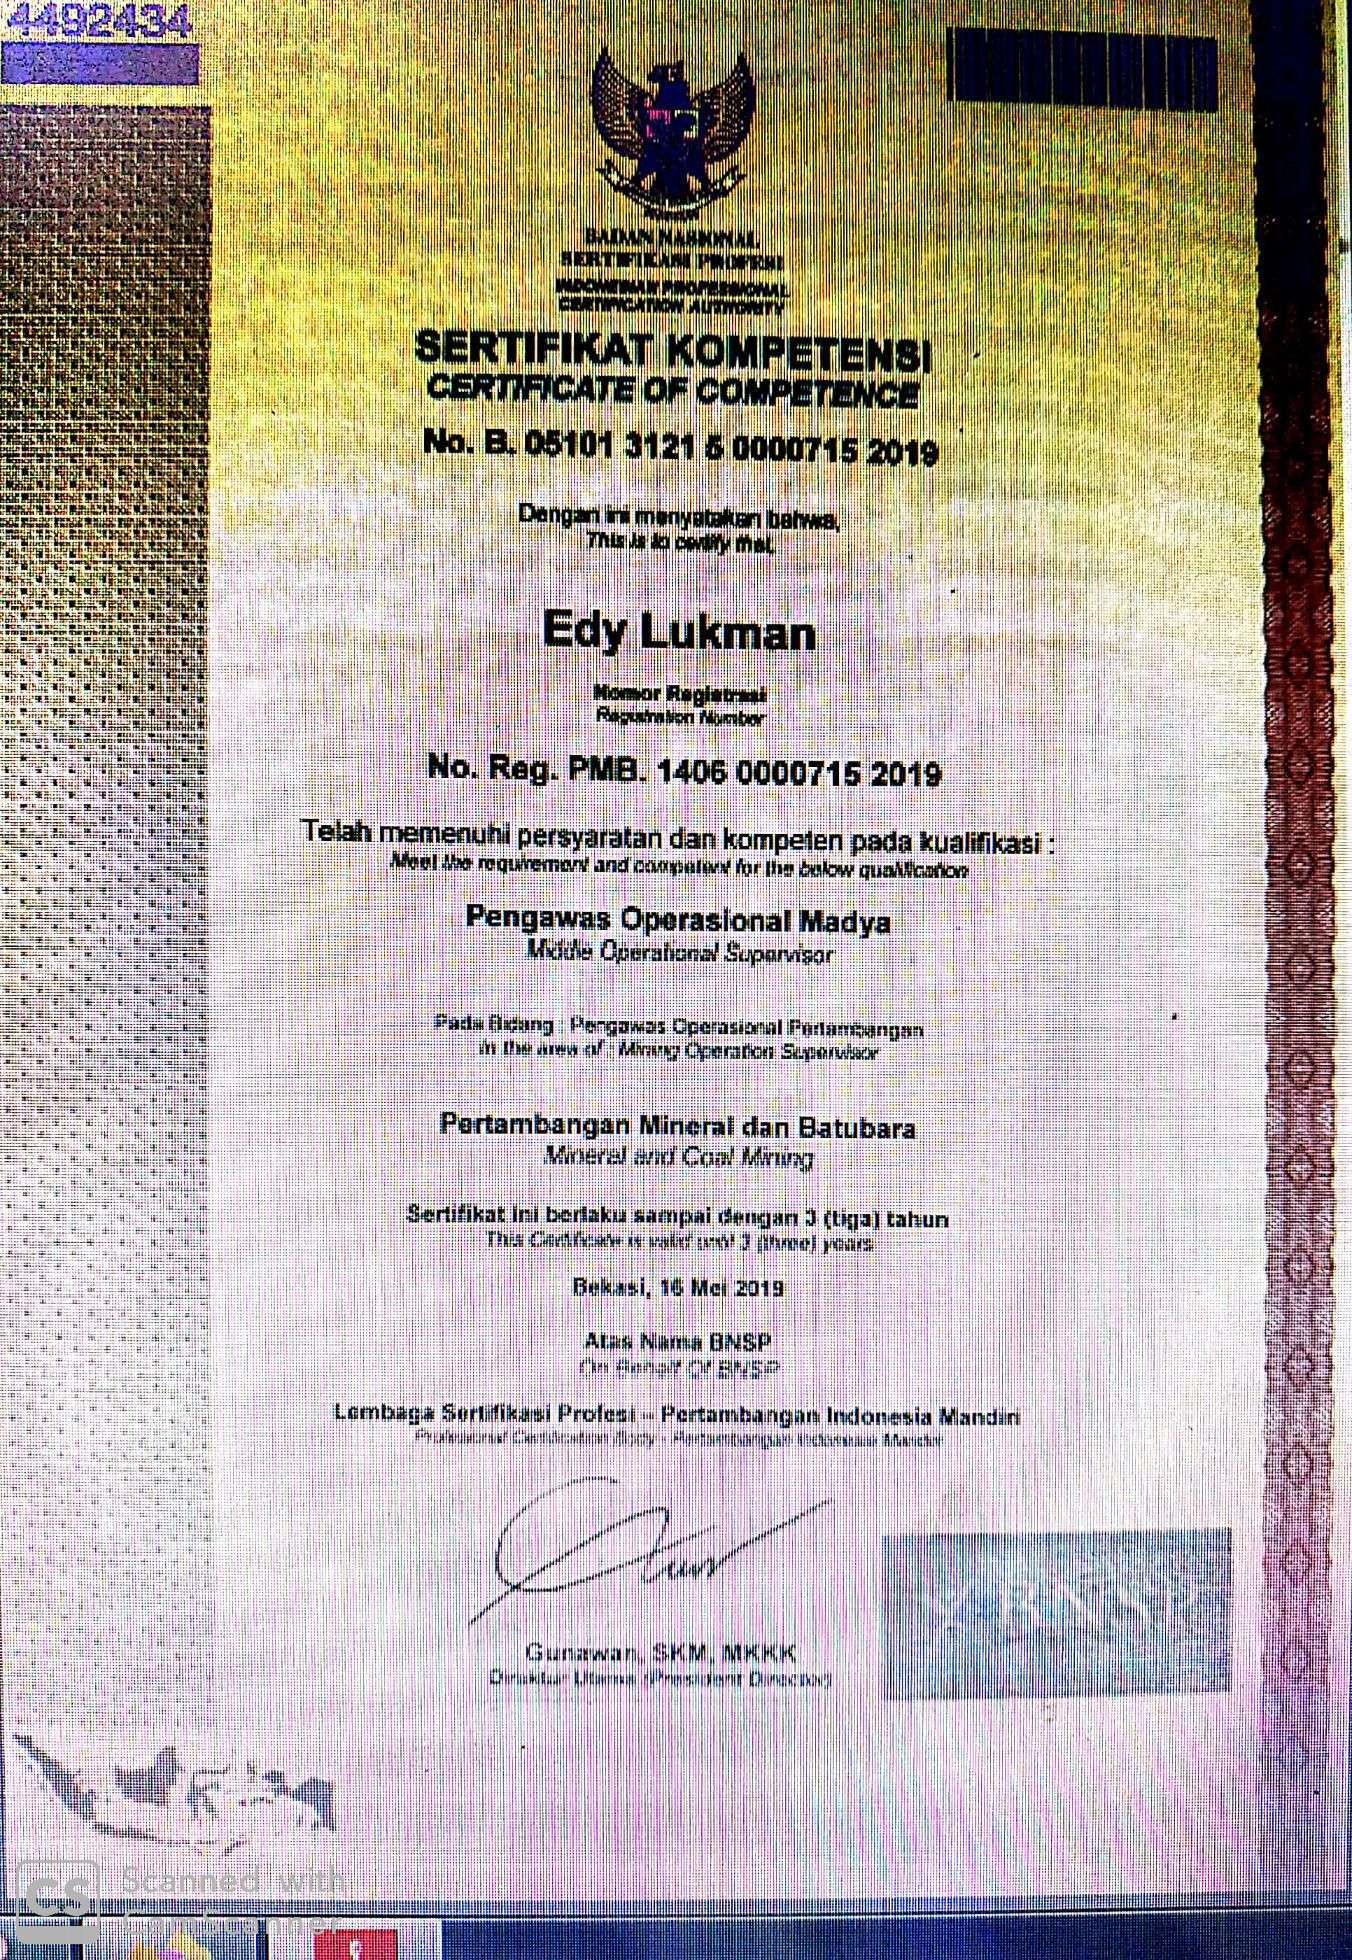 4492434
BADAN NASIONAL
SERTIFIKASI PROFESI
INDONESIAN PROFESSIONAL
CERTIFICATION AUTHORITY
SERTIFIKAT KOMPETENSI
CERTIFICATE OF COMPETENCE
No. B. 05101 3121 5 0000715 2019
Dengan ini menyatakan bahwa,
This is to certify that,
Edy Lukman
Nomor Registrasi
Registration Number
No. Reg. PMB. 1406 0000715 2019
Telah memenuhi persyaratan dan kompeten pada kualifikasi :
Meet the requirement and competent for the below qualification
Pengawas Operasional Madya
Middle Operational Supervisor
Pada Bidang : Pengawas Operasional Pertambangan
in the area of : Mining Operation Supervisor
Pertambangan Mineral dan Batubara
Mineral and Coal Mining
Sertifikat ini berlaku sampai dengan 3 (tiga) tahun
This Certificate is valid until 3 (three) years
Bekasi, 16 Mei 2019
Atas Nama BNSP
On Behalf Of BNSP
Lembaga Sertifikasi Profesi - Pertambangan Indonesia Mandiri
Professional Certification Body - Pertambangan Indonesia Mandiri
Gunawan, SKM, MKKK
Direktur Utama (President Director)
BNSP
CS Scanned with
CamScanner